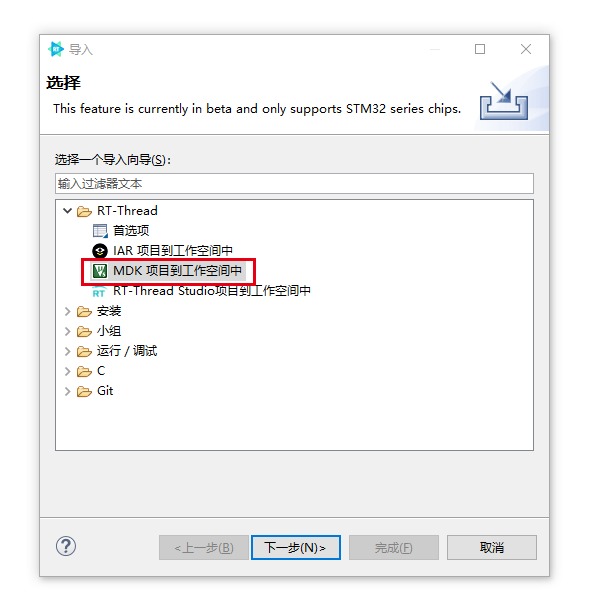 导入
选择
This feature is currently in beta and only supports STM32 series chips.
选择一个导入向导(S):
输入过滤器文本
RT-Thread
首选项
IAR 项目到工作空间中
MDK 项目到工作空间中
RT-Thread Studio项目到工作空间中
安装
小组
运行 / 调试
C
Git
<上一步(B) 下一步(N)> 完成(F) 取消